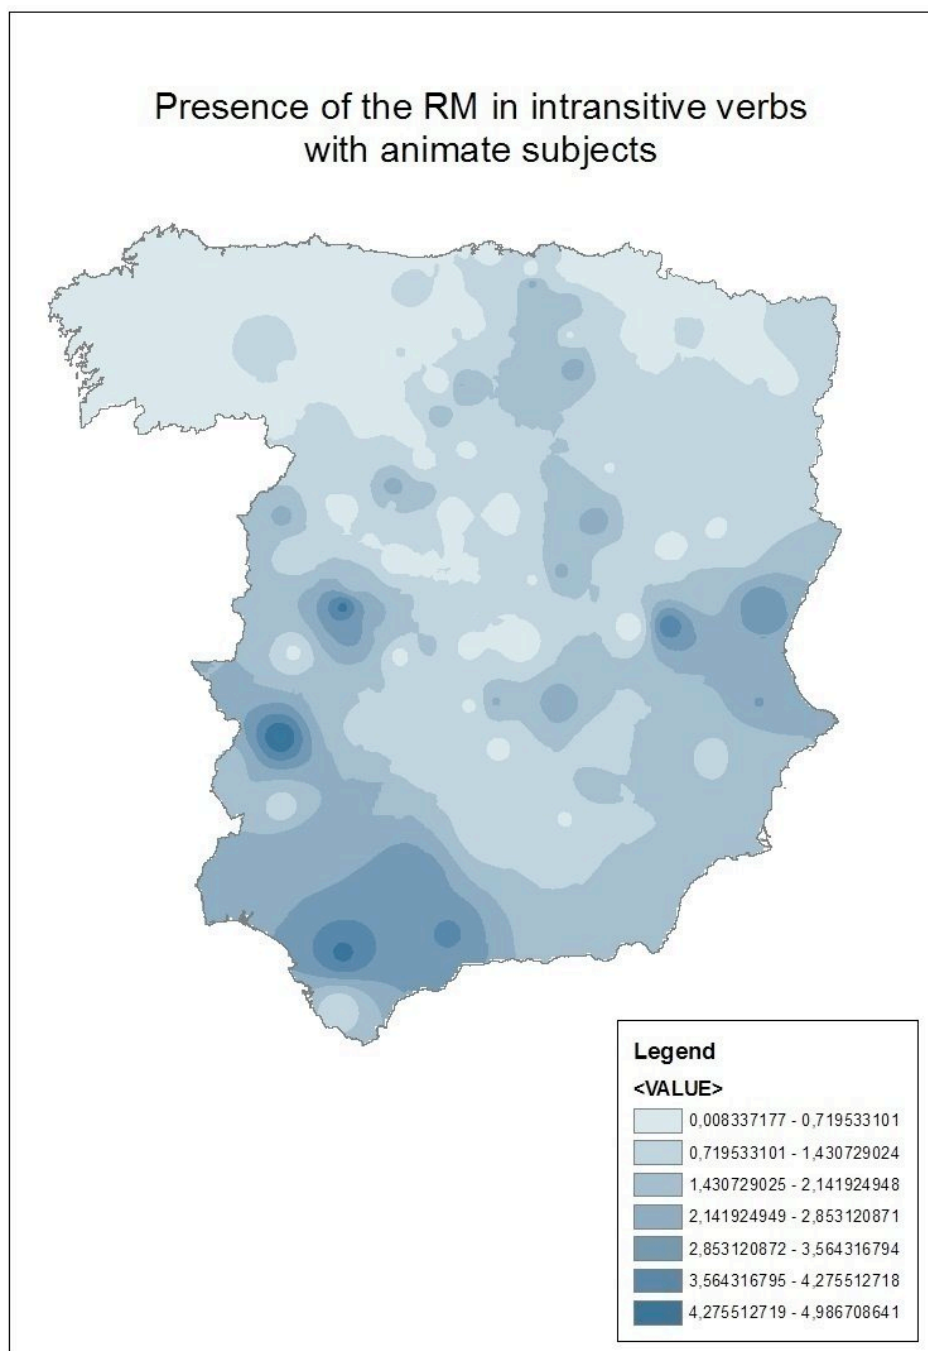 Presence of the RM in intransitive verbs
with animate subjects
Legend
<VALUE>
0,008337177 - 0,719533101
0,719533101 - 1,430729024
1,430729025 - 2,141924948
2,141924949 - 2,853120871
2,853120872 - 3,564316794
3,564316795 - 4,275512718
4,275512719 - 4,986708641